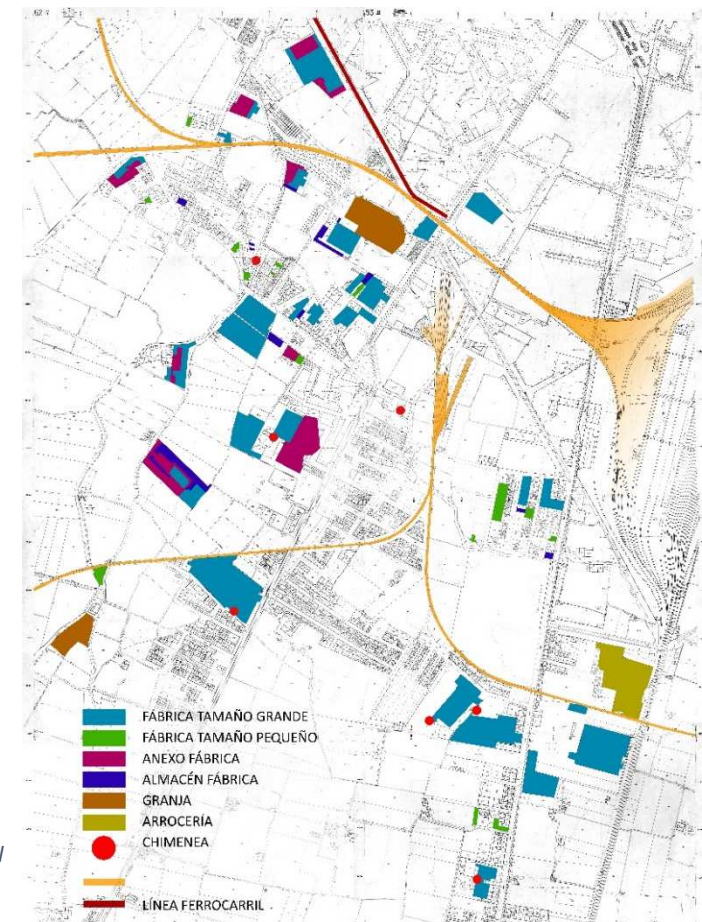 FÁBRICA TAMAÑO GRANDE
FÁBRICA TAMAÑO PEQUEÑO
ANEXO FÁBRICA
ALMACÉN FÁBRICA
GRANJA
ARROCERÍA
CHIMENEA
LÍNEA FERROCARRIL